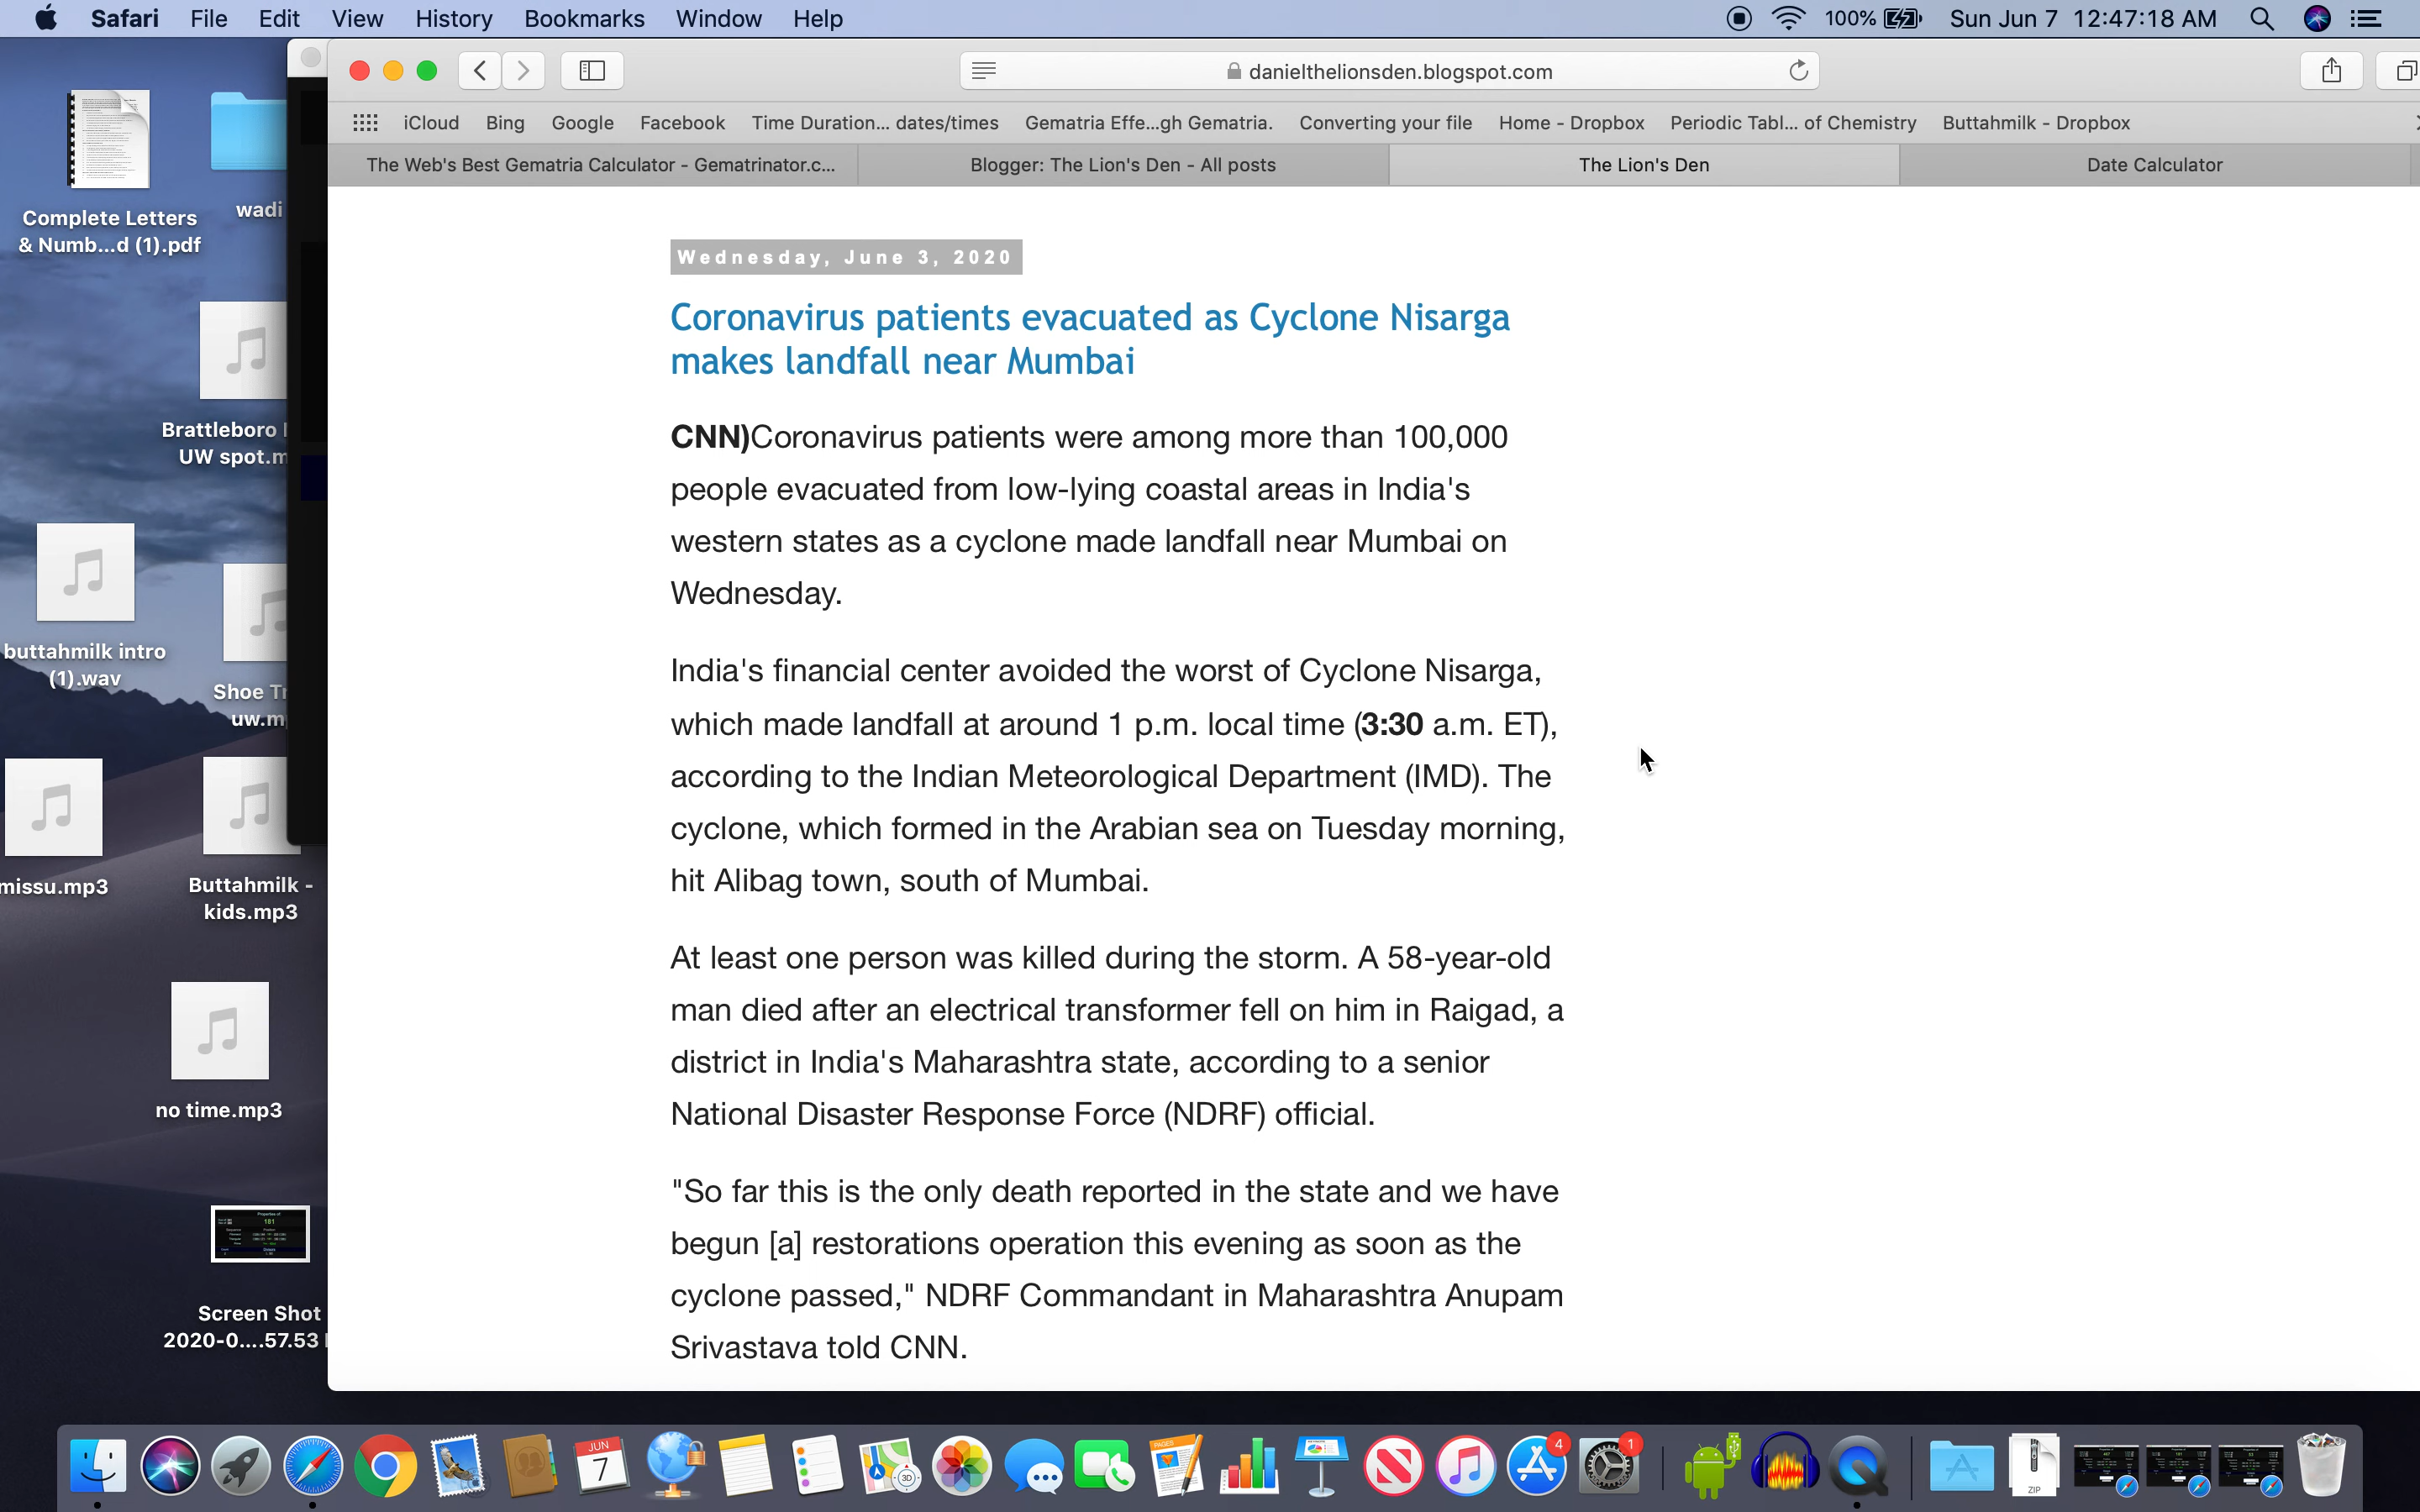 Safari File Edit View History Bookmarks Window Help 100% Sun Jun 7 12:47:18 AM
danielthelionsden.blogspot.com
iCloud Bing Google Facebook Time Duration... dates/times Gematria Effe...gh Gematria. Converting your file Home - Dropbox Periodic Tabl... of Chemistry Buttahmilk - Dropbox
The Web's Best Gematria Calculator - Gematrinator.c... Blogger: The Lion's Den - All posts The Lion's Den Date Calculator
Complete Letters
& Numb...d (1).pdf
wadi
Brattleboro
UW spot.m
buttahmilk intro
(1).wav
Shoe Tr
uw.m
missu.mp3
Buttahmilk -
kids.mp3
no time.mp3
Screen Shot
2020-0....57.53
Wednesday, June 3, 2020
Coronavirus patients evacuated as Cyclone Nisarga
makes landfall near Mumbai
CNN)Coronavirus patients were among more than 100,000
people evacuated from low-lying coastal areas in India's
western states as a cyclone made landfall near Mumbai on
Wednesday.
India's financial center avoided the worst of Cyclone Nisarga,
which made landfall at around 1 p.m. local time (3:30 a.m. ET),
according to the Indian Meteorological Department (IMD). The
cyclone, which formed in the Arabian sea on Tuesday morning,
hit Alibag town, south of Mumbai.
At least one person was killed during the storm. A 58-year-old
man died after an electrical transformer fell on him in Raigad, a
district in India's Maharashtra state, according to a senior
National Disaster Response Force (NDRF) official.
"So far this is the only death reported in the state and we have
begun [a] restorations operation this evening as soon as the
cyclone passed," NDRF Commandant in Maharashtra Anupam
Srivastava told CNN.
JUN
7
3D
PAGES
4
1
ZIP